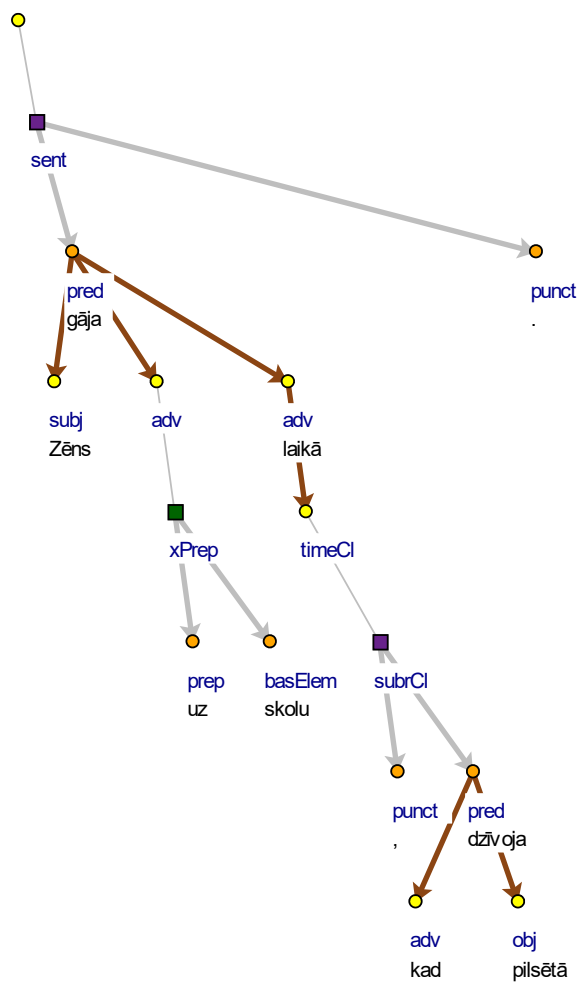 sent
pred
gāja
punct
.
subj
Zēns
adv
adv
laikā
xPrep
timeCl
prep
uz
basElem
skolu
subrCl
punct
,
pred
dzīvoja
adv
kad
obj
pilsētā